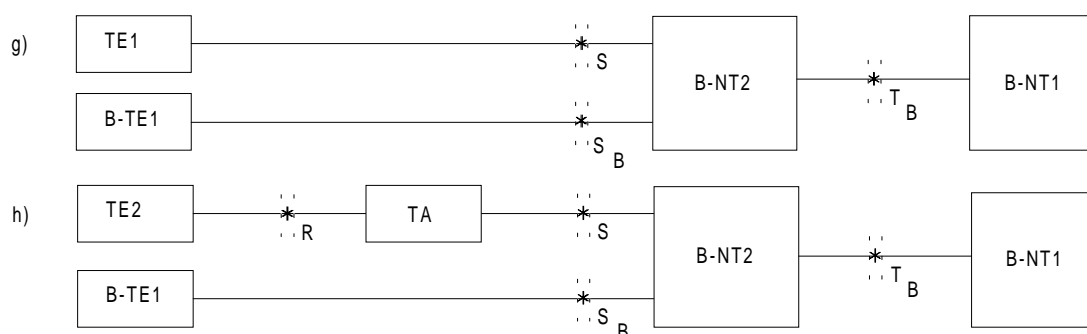 g)
TE1
S
B-NT2
T B
B-NT1
B-TE1
S B
h)
TE2
R
TA
S
B-NT2
T B
B-NT1
B-TE1
S B